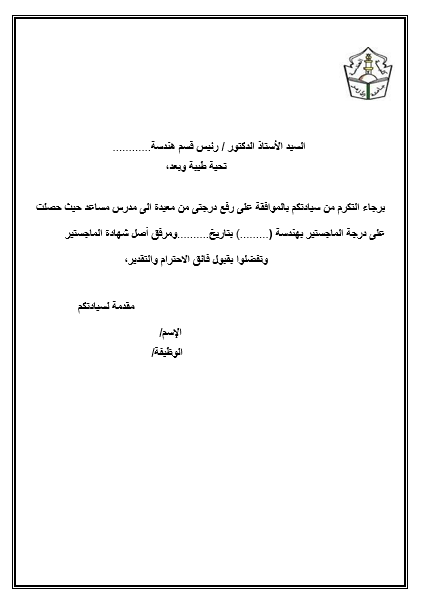 السيد الأستاذ الدكتور / رئيس قسم هندسة............
تحية طيبة وبعد،
برجاء التكرم من سيادتكم بالموافقة على رفع درجتى من معيدة الى مدرس مساعد حيث حصلت
على درجة الماجستير بهندسة (........) بتاريخ.........ومرفق أصل شهادة الماجستير
وتفضلوا بقبول فائق الاحترام والتقدير،
مقدمة لسيادتكم
الإسم/
الوظيفة/